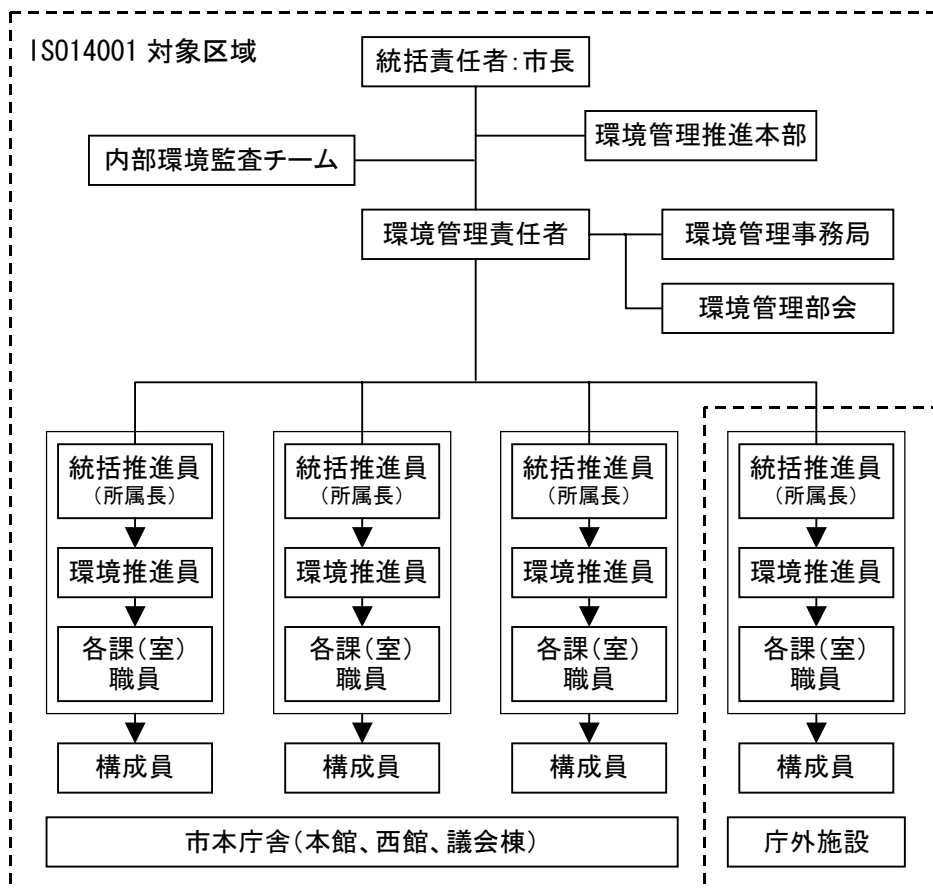 ISO14001 対象区域
統括責任者：市長
環境管理推進本部
内部環境監査チーム
環境管理責任者
環境管理事務局
環境管理部会
統括推進員
（所属長）
環境推進員
各課（室）
職員
構成員
統括推進員
（所属長）
環境推進員
各課（室）
職員
構成員
統括推進員
（所属長）
環境推進員
各課（室）
職員
構成員
統括推進員
（所属長）
環境推進員
各課（室）
職員
構成員
市本庁舎（本館、西館、議会棟）
庁外施設